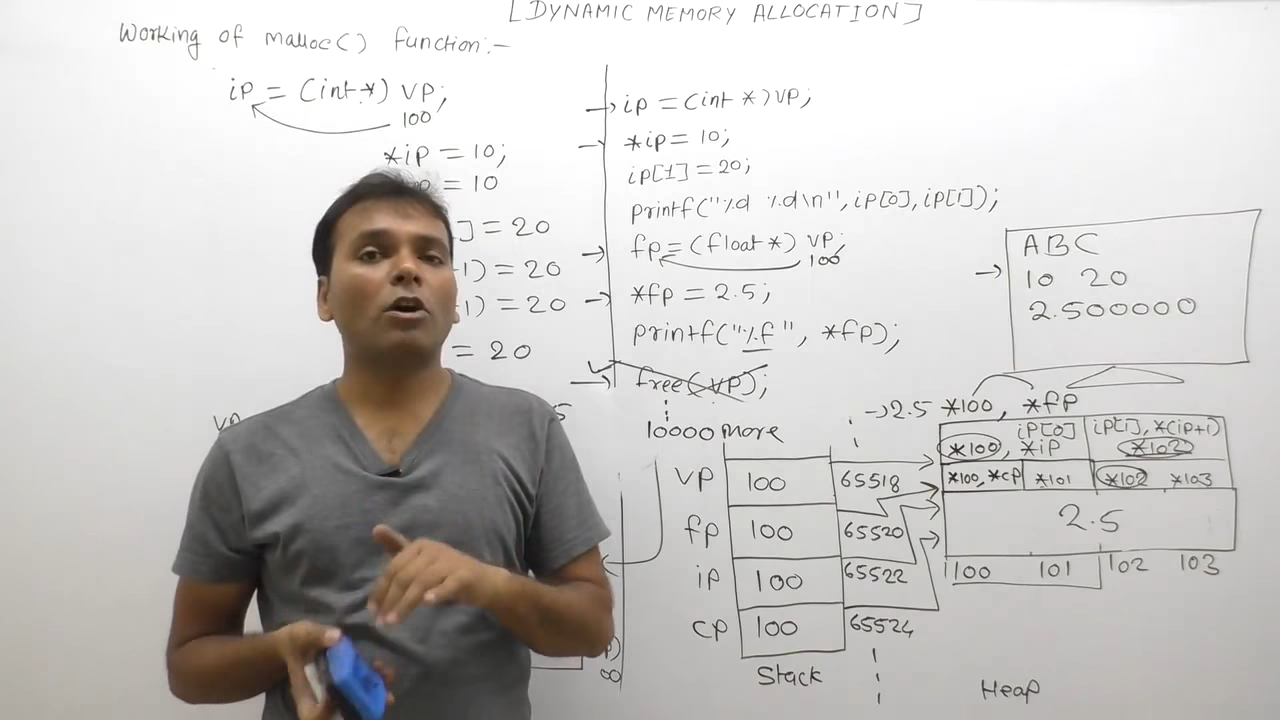 [DYNAMIC MEMORY ALLOCATION]
Working of malloc() function:-
ip = (int *) vp;
100
*ip = 10;
p = 10
] = 20
+1) = 20
+1) = 20
= 20
→ ip = (int *) vp;
*ip = 10;
ip[1] = 20;
printf("%d %d\n", ip[0], ip[1]);
fp = (float *) vp;
100
→ *fp = 2.5;
printf("%f", *fp);
→ free(vp);
10000 more
→ ABC
10 20
2.500000
→2.5 *100, *fp
ip[0] ip[1], *(ip+1)
*100, *ip *102
*100, *cp *101 *102 *103
2.5
100 101 102 103
vp 100 65518
fp 100 65520
ip 100 65522
cp 100 65524
Stack
Heap